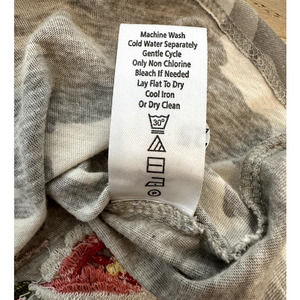 Machine Wash
Cold Water Separately
Gentle Cycle
Only Non Chlorine
Bleach If Needed
Lay Flat To Dry
Cool Iron
Or Dry Clean
30°